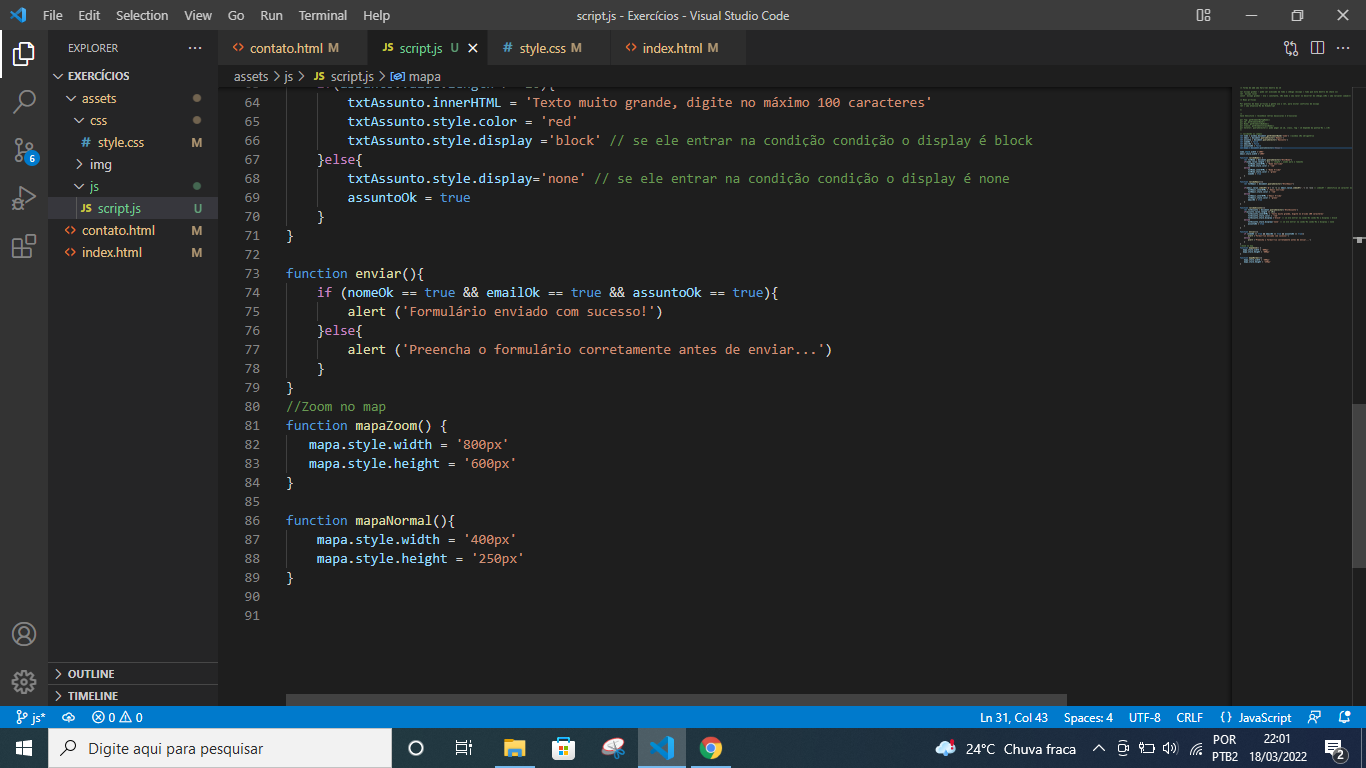 File Edit Selection View Go Run Terminal Help
script.js - Exercícios - Visual Studio Code
EXPLORER
EXERCÍCIOS
assets
css
# style.css M
img
js
JS script.js U
<> contato.html M
<> index.html M
OUTLINE
TIMELINE
6
<> contato.html M
JS script.js U
# style.css M
<> index.html M
assets > js > JS script.js > mapa
64 txtAssunto.innerHTML = 'Texto muito grande, digite no máximo 100 caracteres'
65 txtAssunto.style.color = 'red'
66 txtAssunto.style.display ='block' // se ele entrar na condição condição o display é block
67 }else{
68 txtAssunto.style.display='none' // se ele entrar na condição condição o display é none
69 assuntoOk = true
70 }
71 }
72
73 function enviar(){
74 if (nomeOk == true && emailOk == true && assuntoOk == true){
75 alert ('Formulário enviado com sucesso!')
76 }else{
77 alert ('Preencha o formulário corretamente antes de enviar...')
78 }
79 }
80 //Zoom no map
81 function mapaZoom() {
82 mapa.style.width = '800px'
83 mapa.style.height = '600px'
84 }
85
86 function mapaNormal(){
87 mapa.style.width = '400px'
88 mapa.style.height = '250px'
89 }
90
91
js* 0 0
Ln 31, Col 43 Spaces: 4 UTF-8 CRLF {} JavaScript
Digite aqui para pesquisar
24°C Chuva fraca
POR
PTB2
22:01
18/03/2022
2